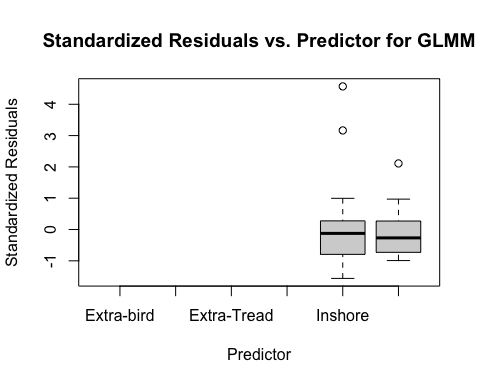 Standardized Residuals vs. Predictor for GLMM
Standardized Residuals
4
3
2
1
0
-1
Extra-bird Extra-Tread Inshore
Predictor